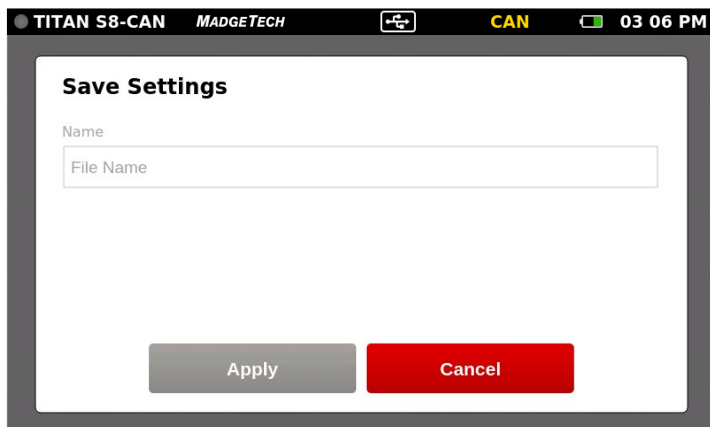 TITAN S8-CAN MADGETECH CAN 03 06 PM
Save Settings
Name
File Name
Apply Cancel